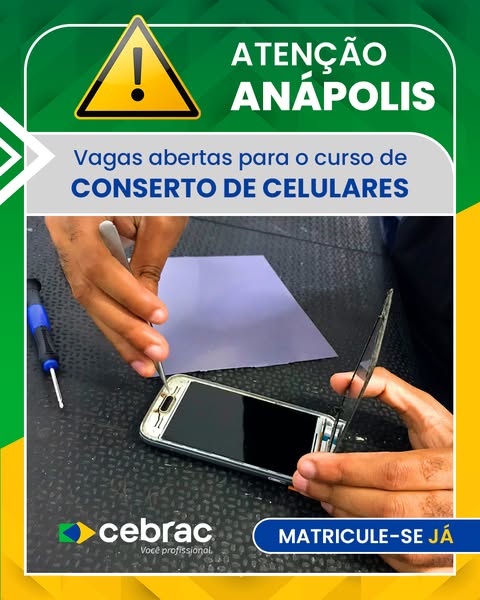 ATENÇÃO
ANÁPOLIS
Vagas abertas para o curso de
CONSERTO DE CELULARES
cebrac
Você profissional.
MATRICULE-SE JÁ